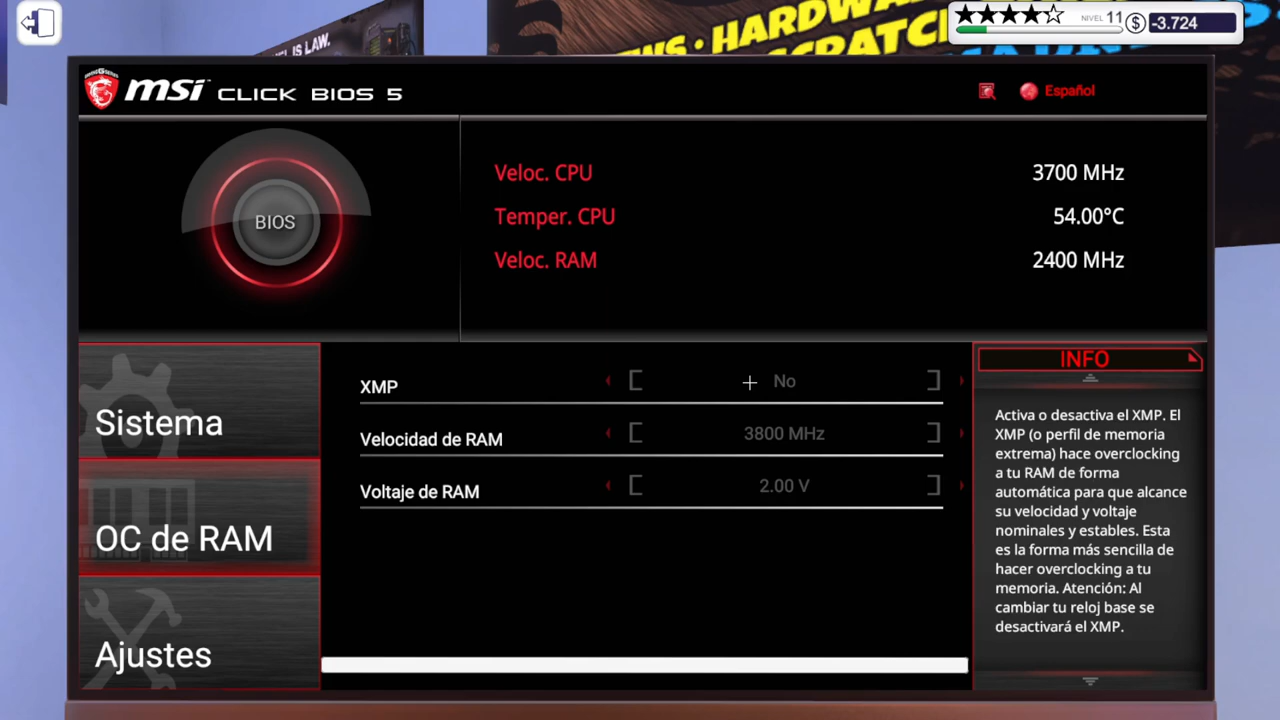 EL IS LAW.
WS • HARDWAR
SCRATC
NIVEL 11
$ -3.724
msi CLICK BIOS 5
Español
BIOS
Veloc. CPU 3700 MHz
Temper. CPU 54.00°C
Veloc. RAM 2400 MHz
Sistema
OC de RAM
Ajustes
XMP No
Velocidad de RAM 3800 MHz
Voltaje de RAM 2.00 V
INFO
Activa o desactiva el XMP. El
XMP (o perfil de memoria
extrema) hace overclocking
a tu RAM de forma
automática para que alcance
su velocidad y voltaje
nominales y estables. Esta
es la forma más sencilla de
hacer overclocking a tu
memoria. Atención: Al
cambiar tu reloj base se
desactivará el XMP.